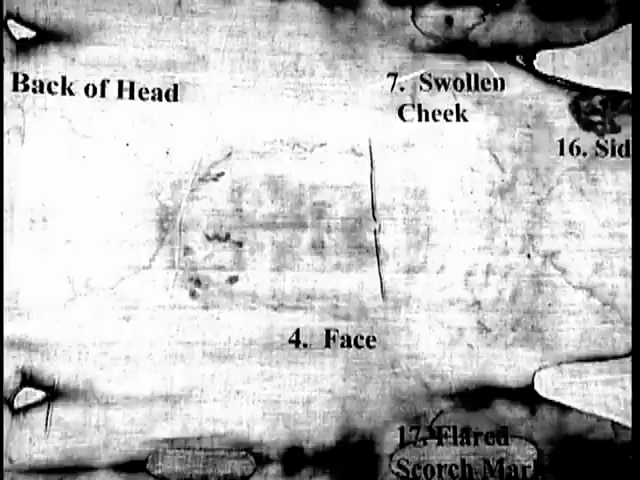 Back of Head
7. Swollen
Cheek
16. Sid
4. Face
17. Flared
Scorch Mar